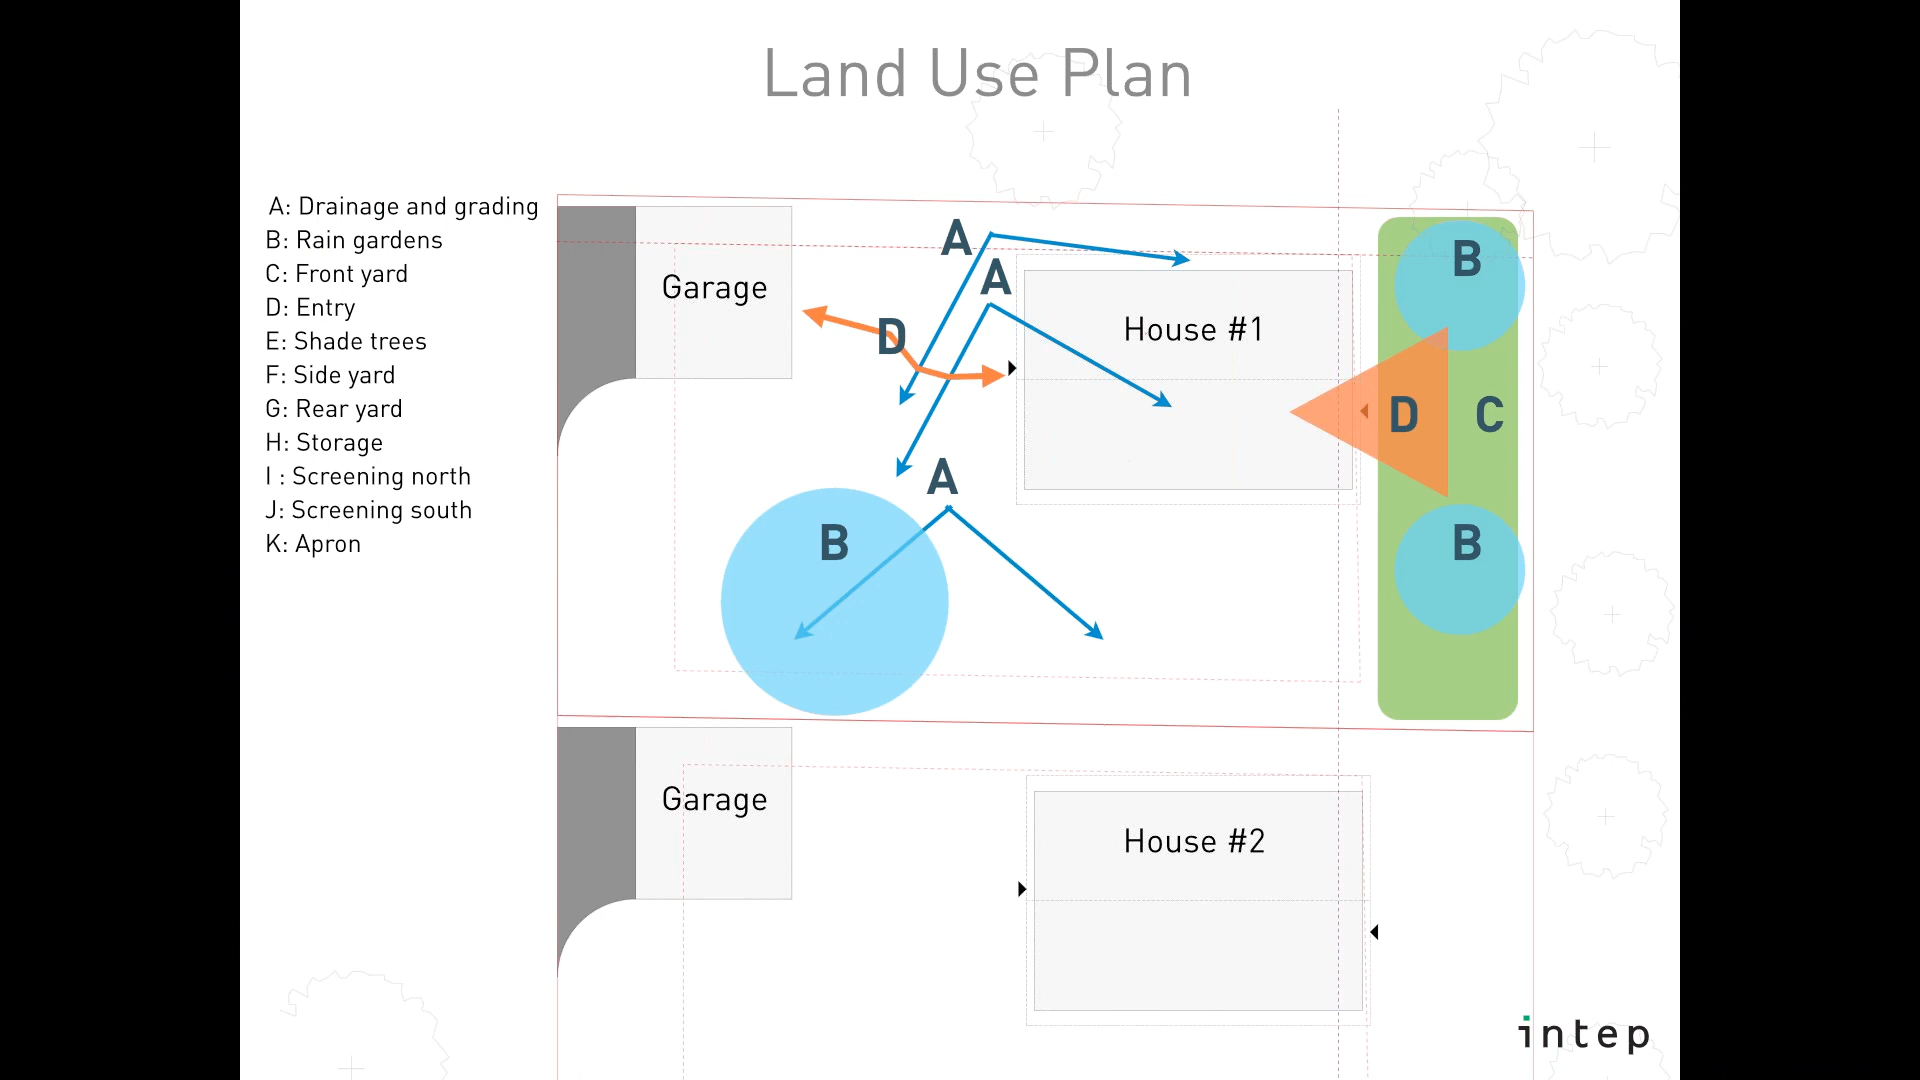 Land Use Plan
A: Drainage and grading
B: Rain gardens
C: Front yard
D: Entry
E: Shade trees
F: Side yard
G: Rear yard
H: Storage
I : Screening north
J: Screening south
K: Apron
A
B
A
Garage
House #1
D
D
C
A
B
B
Garage
House #2
intep